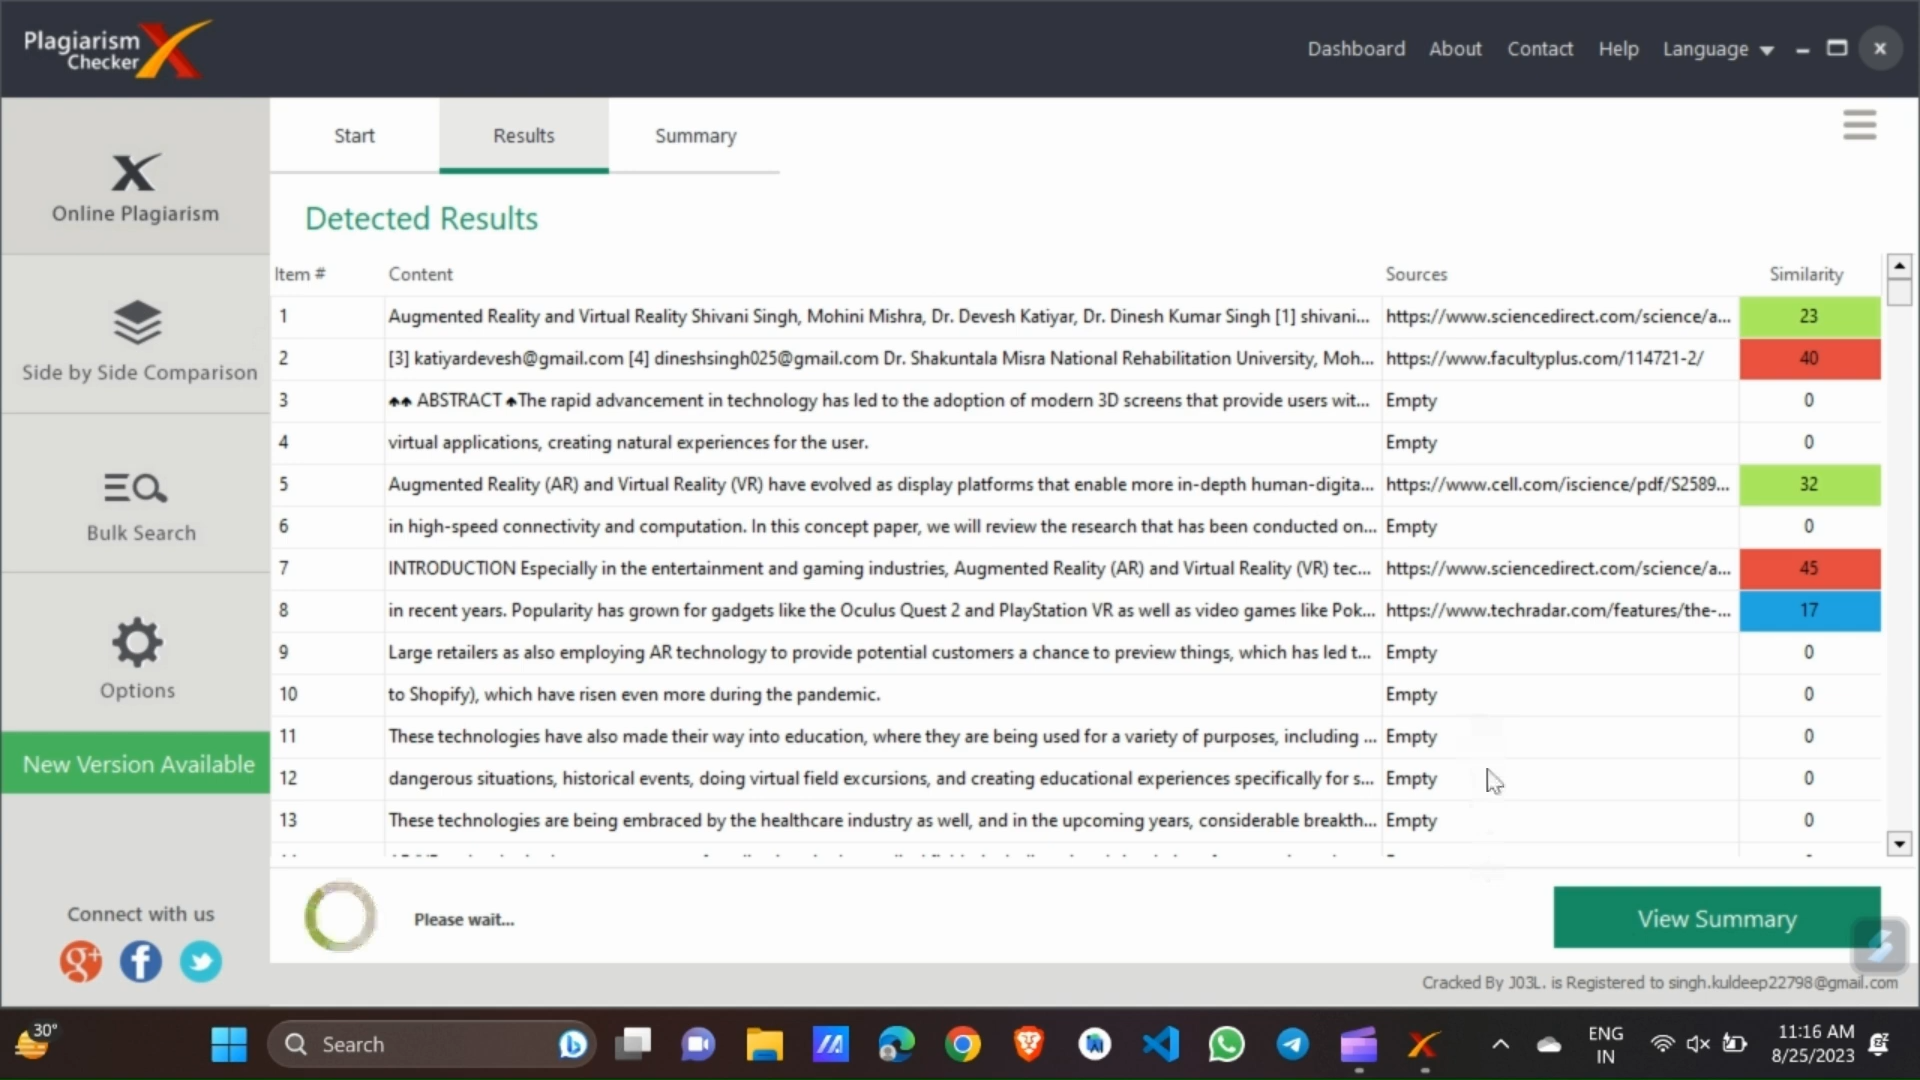 Plagiarism
Checker
Dashboard About Contact Help Language
Online Plagiarism
Side by Side Comparison
Bulk Search
Options
New Version Available
Connect with us
Start Results Summary
Detected Results
Item # Content Sources Similarity
1 Augmented Reality and Virtual Reality Shivani Singh, Mohini Mishra, Dr. Devesh Katiyar, Dr. Dinesh Kumar Singh [1] shivani... https://www.sciencedirect.com/science/a... 23
2 [3] katiyardevesh@gmail.com [4] dineshsingh025@gmail.com Dr. Shakuntala Misra National Rehabilitation University, Moh... https://www.facultyplus.com/114721-2/ 40
3 ♠♠ ABSTRACT ♠The rapid advancement in technology has led to the adoption of modern 3D screens that provide users wit... Empty 0
4 virtual applications, creating natural experiences for the user. Empty 0
5 Augmented Reality (AR) and Virtual Reality (VR) have evolved as display platforms that enable more in-depth human-digita... https://www.cell.com/iscience/pdf/S2589... 32
6 in high-speed connectivity and computation. In this concept paper, we will review the research that has been conducted on... Empty 0
7 INTRODUCTION Especially in the entertainment and gaming industries, Augmented Reality (AR) and Virtual Reality (VR) tec... https://www.sciencedirect.com/science/a... 45
8 in recent years. Popularity has grown for gadgets like the Oculus Quest 2 and PlayStation VR as well as video games like Pok... https://www.techradar.com/features/the-... 17
9 Large retailers as also employing AR technology to provide potential customers a chance to preview things, which has led t... Empty 0
10 to Shopify), which have risen even more during the pandemic. Empty 0
11 These technologies have also made their way into education, where they are being used for a variety of purposes, including ... Empty 0
12 dangerous situations, historical events, doing virtual field excursions, and creating educational experiences specifically for s... Empty 0
13 These technologies are being embraced by the healthcare industry as well, and in the upcoming years, considerable breakth... Empty 0
Please wait...
View Summary
Cracked By J03L. is Registered to singh.kuldeep22798@gmail.com
30°
Search
ENG
IN
11:16 AM
8/25/2023